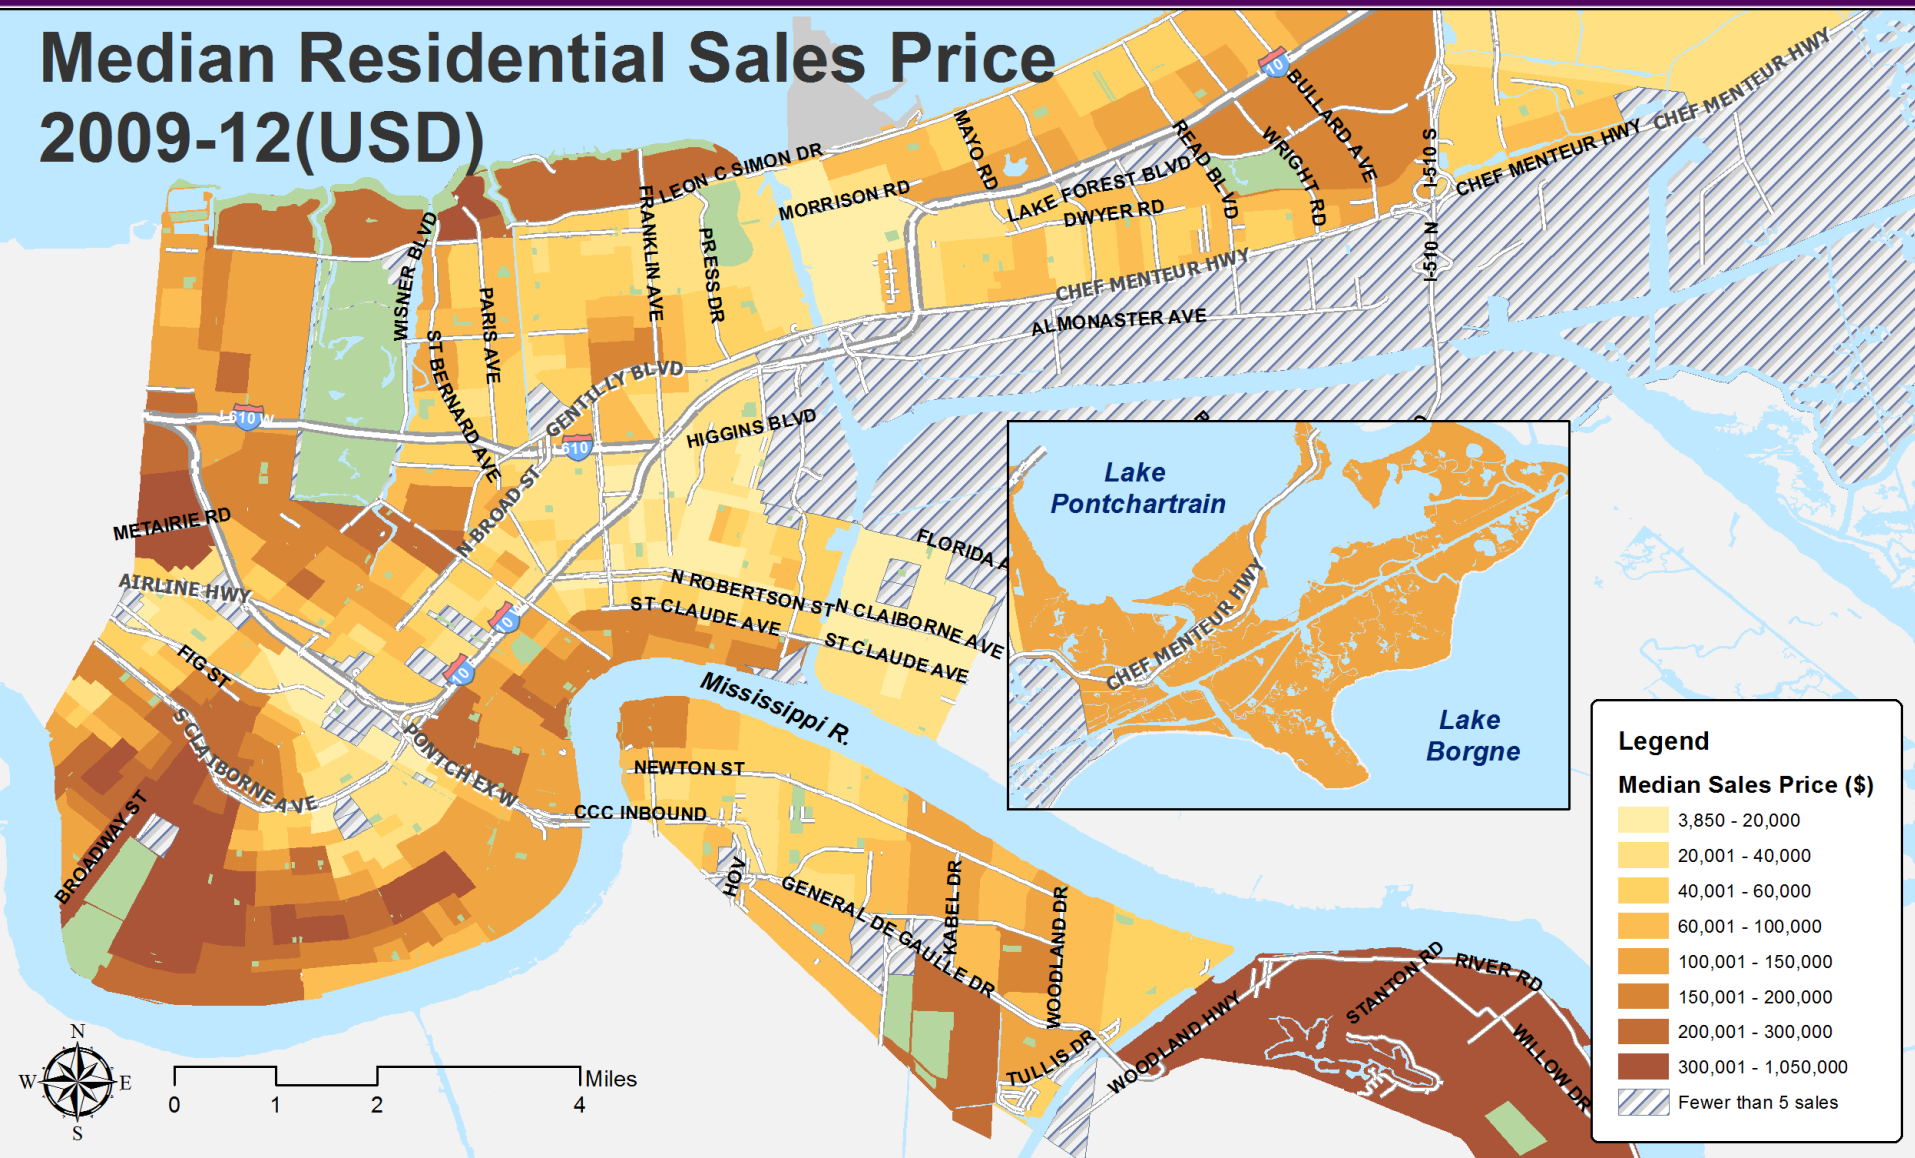 Median Residential Sales Price
2009-12(USD)
10
BULLARD AVE
CHEF MENTEUR HWY
CHEF MENTEUR HWY
I-510 S
I-510 N
MAYO RD
READ BLVD
WRIGHT RD
LEON C SIMON DR
MORRISON RD
LAKE FOREST BLVD
DWYER RD
CHEF MENTEUR HWY
ALMONASTER AVE
FRANKLIN AVE
PRESS DR
WISNER BLVD
PARIS AVE
ST BERNARD AVE
GENTILLY BLVD
I-610 W
610
HIGGINS BLVD
N BROAD ST
METAIRIE RD
AIRLINE HWY
FLORIDA A
N ROBERTSON ST
N CLAIBORNE AVE
ST CLAUDE AVE
ST CLAUDE AVE
10
10
FIG ST
S CLAIBORNE AVE
PONTCH EX W
Mississippi R.
BROADWAY ST
NEWTON ST
CCC INBOUND
HOV
GENERAL DE GAULLE DR
KABEL DR
WOODLAND DR
TULLIS DR
WOODLAND HWY
STANTON RD
RIVER RD
WILLOW DR
Lake
Pontchartrain
CHEF MENTEUR HWY
Lake
Borgne
Legend
Median Sales Price ($)
3,850 - 20,000
20,001 - 40,000
40,001 - 60,000
60,001 - 100,000
100,001 - 150,000
150,001 - 200,000
200,001 - 300,000
300,001 - 1,050,000
Fewer than 5 sales
N
W
E
S
Miles
0
1
2
4